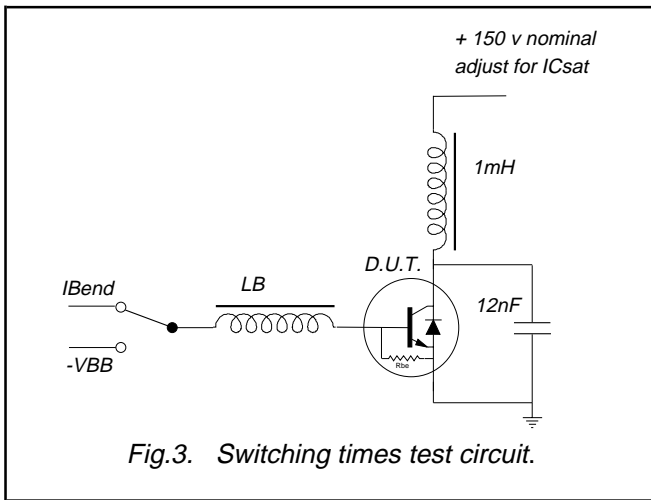 + 150 v nominal
adjust for ICsat
1mH
D.U.T.
LB
IBend
12nF
-VBB
Rbe
Fig.3. Switching times test circuit.